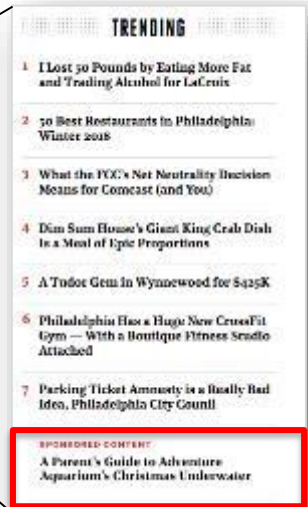 TRENDING
1 I Lost 30 Pounds by Eating More Fat
and Trading Alcohol for LaCroix
2 50 Best Restaurants in Philadelphia:
Winter 2018
3 What the FCC's Net Neutrality Decision
Means for Comcast (and You)
4 Dim Sum House's Giant King Crab Dish
Is a Meal of Epic Proportions
5 A Tudor Gem in Wynnewood for $425K
6 Philadelphia Has a Huge New CrossFit
Gym — With a Boutique Fitness Studio
Attached
7 Parking Ticket Amnesty is a Really Bad
Idea, Philadelphia City Counil
SPONSORED CONTENT
A Parent's Guide to Adventure
Aquarium's Christmas Underwater